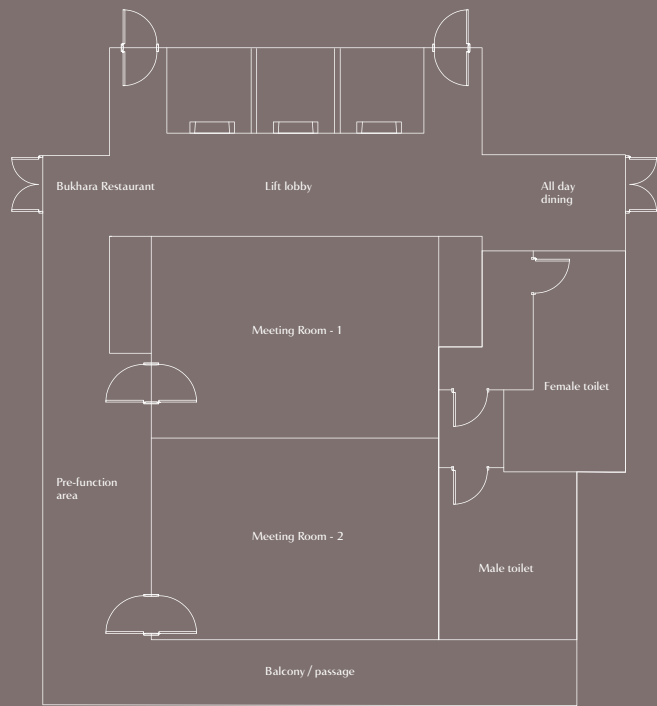 Bukhara Restaurant
Lift lobby
All day
dining
Meeting Room - 1
Female toilet
Pre-function
area
Meeting Room - 2
Male toilet
Balcony / passage